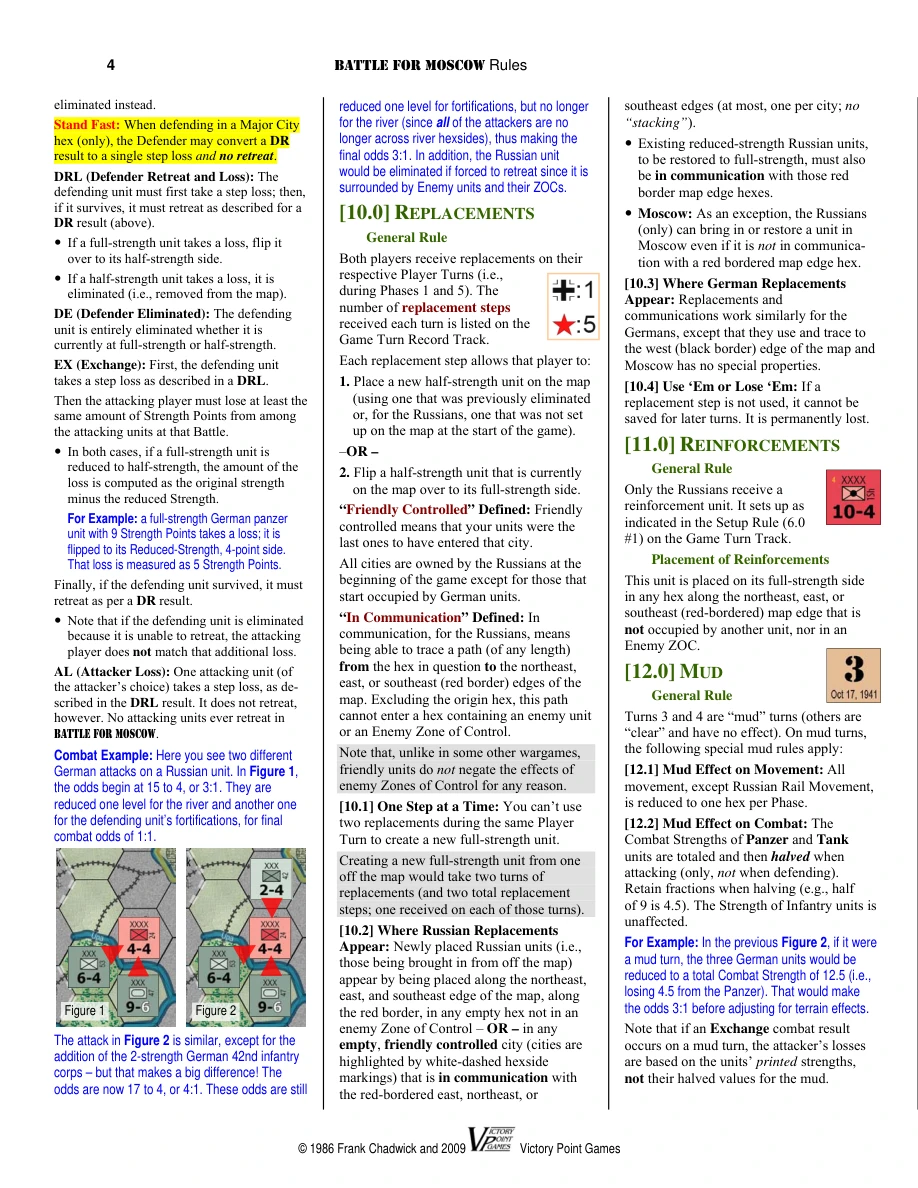 4
BATTLE FOR MOSCOW Rules
eliminated instead.
Stand Fast: When defending in a Major City
hex (only), the Defender may convert a DR
result to a single step loss and no retreat.
DRL (Defender Retreat and Loss): The
defending unit must first take a step loss; then,
if it survives, it must retreat as described for a
DR result (above).
• If a full-strength unit takes a loss, flip it
over to its half-strength side.
• If a half-strength unit takes a loss, it is
eliminated (i.e., removed from the map).
DE (Defender Eliminated): The defending
unit is entirely eliminated whether it is
currently at full-strength or half-strength.
EX (Exchange): First, the defending unit
takes a step loss as described in a DRL.
Then the attacking player must lose at least the
same amount of Strength Points from among
the attacking units at that Battle.
• In both cases, if a full-strength unit is
reduced to half-strength, the amount of the
loss is computed as the original strength
minus the reduced Strength.
For Example: a full-strength German panzer
unit with 9 Strength Points takes a loss; it is
flipped to its Reduced-Strength, 4-point side.
That loss is measured as 5 Strength Points.
Finally, if the defending unit survived, it must
retreat as per a DR result.
• Note that if the defending unit is eliminated
because it is unable to retreat, the attacking
player does not match that additional loss.
AL (Attacker Loss): One attacking unit (of
the attacker's choice) takes a step loss, as de-
scribed in the DRL result. It does not retreat,
however. No attacking units ever retreat in
BATTLE FOR MOSCOW.
Combat Example: Here you see two different
German attacks on a Russian unit. In Figure 1,
the odds begin at 15 to 4, or 3:1. They are
reduced one level for the river and another one
for the defending unit's fortifications, for final
combat odds of 1:1.
XXXX
24
4-4
XXX
53
6-4
XXX
47
9-6
Figure 1
XXX
42
2-4
XXXX
24
4-4
XXX
53
6-4
XXX
47
9-6
Figure 2
The attack in Figure 2 is similar, except for the
addition of the 2-strength German 42nd infantry
corps – but that makes a big difference! The
odds are now 17 to 4, or 4:1. These odds are still
reduced one level for fortifications, but no longer
for the river (since all of the attackers are no
longer across river hexsides), thus making the
final odds 3:1. In addition, the Russian unit
would be eliminated if forced to retreat since it is
surrounded by Enemy units and their ZOCs.
[10.0] REPLACEMENTS
General Rule
Both players receive replacements on their
respective Player Turns (i.e.,
during Phases 1 and 5). The
number of replacement steps
received each turn is listed on the
Game Turn Record Track.
:1
:5
Each replacement step allows that player to:
1. Place a new half-strength unit on the map
(using one that was previously eliminated
or, for the Russians, one that was not set
up on the map at the start of the game).
–OR –
2. Flip a half-strength unit that is currently
on the map over to its full-strength side.
“Friendly Controlled” Defined: Friendly
controlled means that your units were the
last ones to have entered that city.
All cities are owned by the Russians at the
beginning of the game except for those that
start occupied by German units.
“In Communication” Defined: In
communication, for the Russians, means
being able to trace a path (of any length)
from the hex in question to the northeast,
east, or southeast (red border) edges of the
map. Excluding the origin hex, this path
cannot enter a hex containing an enemy unit
or an Enemy Zone of Control.
Note that, unlike in some other wargames,
friendly units do not negate the effects of
enemy Zones of Control for any reason.
[10.1] One Step at a Time: You can't use
two replacements during the same Player
Turn to create a new full-strength unit.
Creating a new full-strength unit from one
off the map would take two turns of
replacements (and two total replacement
steps; one received on each of those turns).
[10.2] Where Russian Replacements
Appear: Newly placed Russian units (i.e.,
those being brought in from off the map)
appear by being placed along the northeast,
east, and southeast edge of the map, along
the red border, in any empty hex not in an
enemy Zone of Control – OR – in any
empty, friendly controlled city (cities are
highlighted by white-dashed hexside
markings) that is in communication with
the red-bordered east, northeast, or
southeast edges (at most, one per city; no
“stacking”).
• Existing reduced-strength Russian units,
to be restored to full-strength, must also
be in communication with those red
border map edge hexes.
• Moscow: As an exception, the Russians
(only) can bring in or restore a unit in
Moscow even if it is not in communica-
tion with a red bordered map edge hex.
[10.3] Where German Replacements
Appear: Replacements and
communications work similarly for the
Germans, except that they use and trace to
the west (black border) edge of the map and
Moscow has no special properties.
[10.4] Use ‘Em or Lose ‘Em: If a
replacement step is not used, it cannot be
saved for later turns. It is permanently lost.
[11.0] REINFORCEMENTS
General Rule
Only the Russians receive a
reinforcement unit. It sets up as
indicated in the Setup Rule (6.0
#1) on the Game Turn Track.
4
XXXX
1Sh
10-4
Placement of Reinforcements
This unit is placed on its full-strength side
in any hex along the northeast, east, or
southeast (red-bordered) map edge that is
not occupied by another unit, nor in an
Enemy ZOC.
[12.0] MUD
3
Oct 17, 1941
General Rule
Turns 3 and 4 are “mud” turns (others are
“clear” and have no effect). On mud turns,
the following special mud rules apply:
[12.1] Mud Effect on Movement: All
movement, except Russian Rail Movement,
is reduced to one hex per Phase.
[12.2] Mud Effect on Combat: The
Combat Strengths of Panzer and Tank
units are totaled and then halved when
attacking (only, not when defending).
Retain fractions when halving (e.g., half
of 9 is 4.5). The Strength of Infantry units is
unaffected.
For Example: In the previous Figure 2, if it were
a mud turn, the three German units would be
reduced to a total Combat Strength of 12.5 (i.e.,
losing 4.5 from the Panzer). That would make
the odds 3:1 before adjusting for terrain effects.
Note that if an Exchange combat result
occurs on a mud turn, the attacker's losses
are based on the units' printed strengths,
not their halved values for the mud.
© 1986 Frank Chadwick and 2009 VICTORY POINT GAMES Victory Point Games